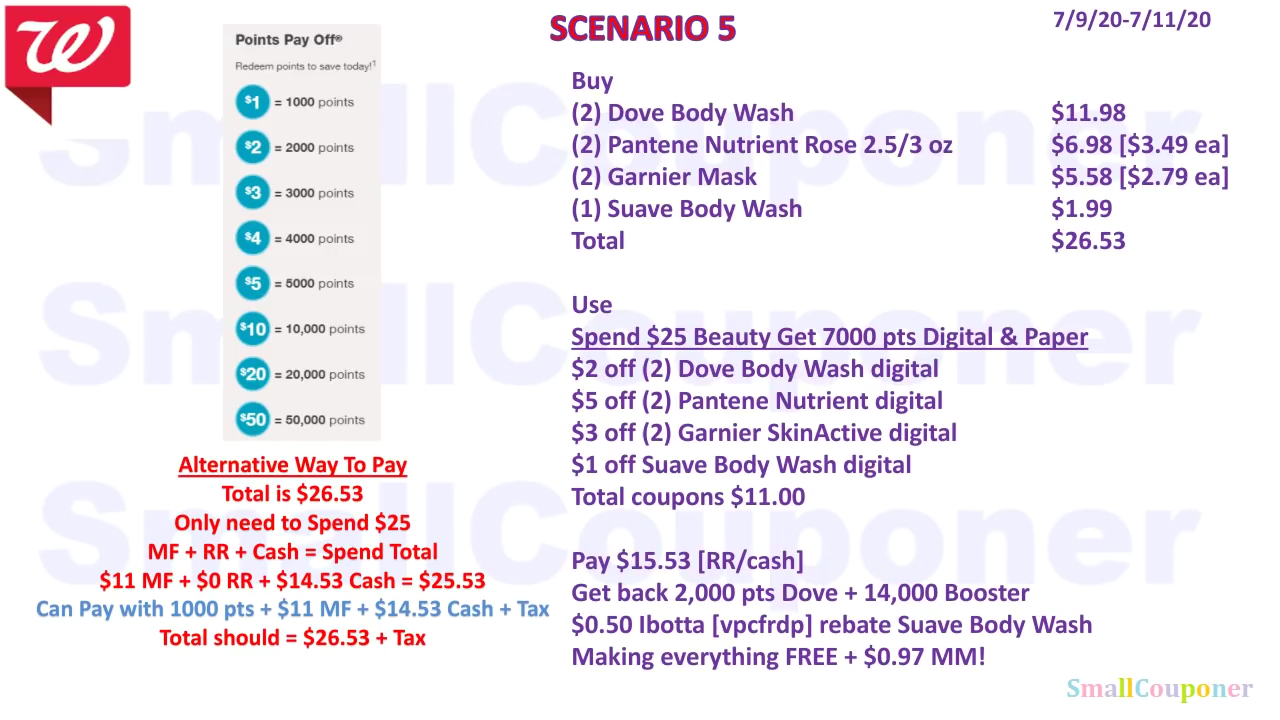 SCENARIO 5
7/9/20-7/11/20
W
Points Pay Off®
Redeem points to save today!¹
$1 = 1000 points
$2 = 2000 points
$3 = 3000 points
$4 = 4000 points
$5 = 5000 points
$10 = 10,000 points
$20 = 20,000 points
$50 = 50,000 points
Alternative Way To Pay
Total is $26.53
Only need to Spend $25
MF + RR + Cash = Spend Total
$11 MF + $0 RR + $14.53 Cash = $25.53
Can Pay with 1000 pts + $11 MF + $14.53 Cash + Tax
Total should = $26.53 + Tax
Buy
(2) Dove Body Wash $11.98
(2) Pantene Nutrient Rose 2.5/3 oz $6.98 [$3.49 ea]
(2) Garnier Mask $5.58 [$2.79 ea]
(1) Suave Body Wash $1.99
Total $26.53
Use
Spend $25 Beauty Get 7000 pts Digital & Paper
$2 off (2) Dove Body Wash digital
$5 off (2) Pantene Nutrient digital
$3 off (2) Garnier SkinActive digital
$1 off Suave Body Wash digital
Total coupons $11.00
Pay $15.53 [RR/cash]
Get back 2,000 pts Dove + 14,000 Booster
$0.50 Ibotta [vpcfrdp] rebate Suave Body Wash
Making everything FREE + $0.97 MM!
SmallCouponer
SmallCouponer
SmallCouponer
SmallCouponer